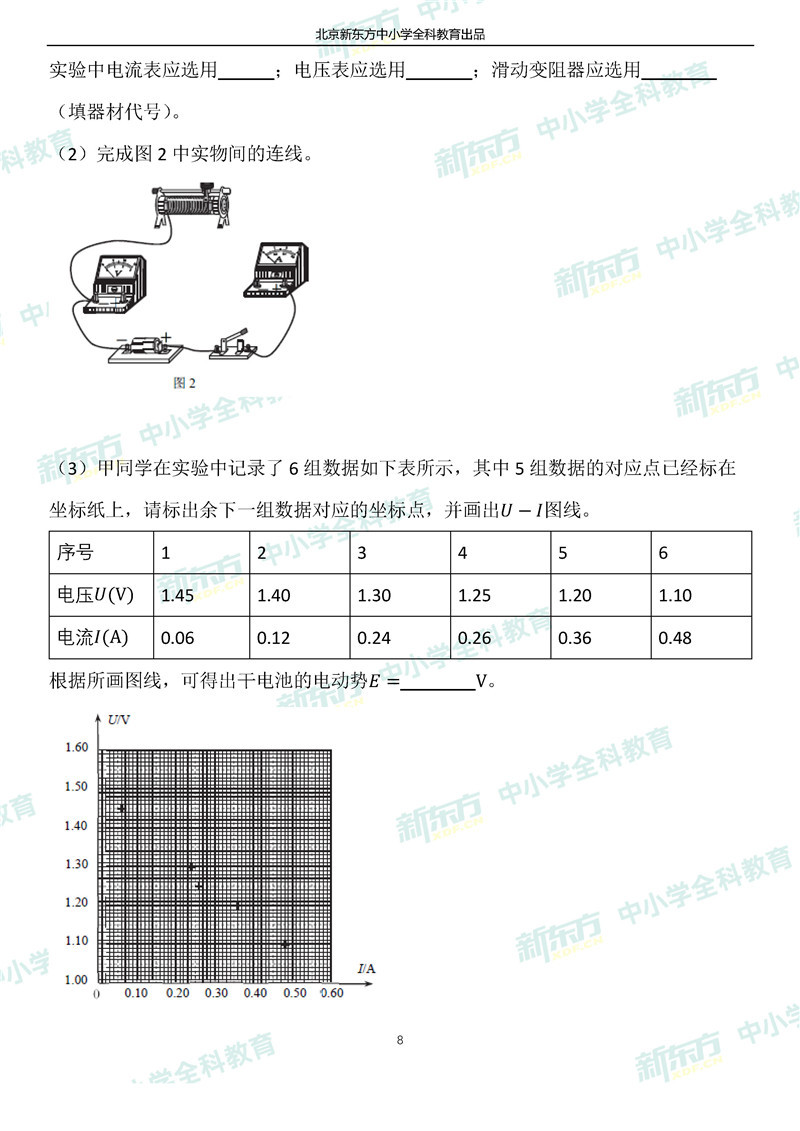 北京新东方中小学全科教育出品
实验中电流表应选用______；电压表应选用_______；滑动变阻器应选用________
（填器材代号）。
（2）完成图 2 中实物间的连线。
－ ＋
图 2
（3）甲同学在实验中记录了 6 组数据如下表所示，其中 5 组数据的对应点已经标在
坐标纸上，请标出余下一组数据对应的坐标点，并画出U − I图线。
序号 1 2 3 4 5 6
电压U(V) 1.45 1.40 1.30 1.25 1.20 1.10
电流I(A) 0.06 0.12 0.24 0.26 0.36 0.48
根据所画图线，可得出干电池的电动势E =________V。
U/V
1.60
1.50
1.40
1.30
1.20
1.10
1.00
I/A
0 0.10 0.20 0.30 0.40 0.50 0.60
8
新东方 中小学全科教育
XDF.CN